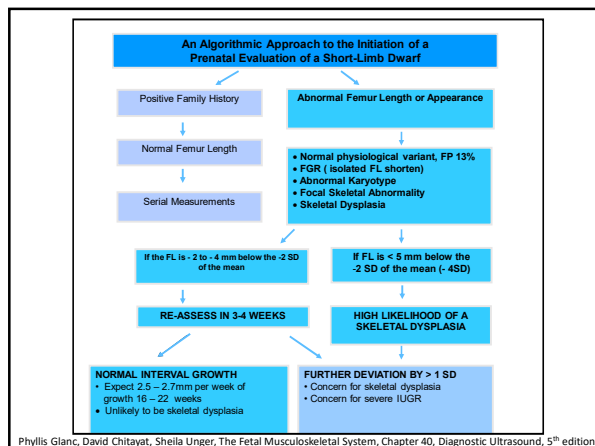 An Algorithmic Approach to the Initiation of a
Prenatal Evaluation of a Short-Limb Dwarf
Positive Family History
Abnormal Femur Length or Appearance
Normal Femur Length
Serial Measurements
• Normal physiological variant, FP 13%
• FGR ( isolated FL shorten)
• Abnormal Karyotype
• Focal Skeletal Abnormality
• Skeletal Dysplasia
If the FL is - 2 to - 4 mm below the -2 SD
of the mean
If FL is < 5 mm below the
-2 SD of the mean (- 4SD)
RE-ASSESS IN 3-4 WEEKS
HIGH LIKELIHOOD OF A
SKELETAL DYSPLASIA
NORMAL INTERVAL GROWTH
• Expect 2.5 – 2.7mm per week of
growth 16 – 22 weeks
• Unlikely to be skeletal dysplasia
FURTHER DEVIATION BY > 1 SD
• Concern for skeletal dysplasia
• Concern for severe IUGR
Phyllis Glanc, David Chitayat, Sheila Unger, The Fetal Musculoskeletal System, Chapter 40, Diagnostic Ultrasound, 5th edition